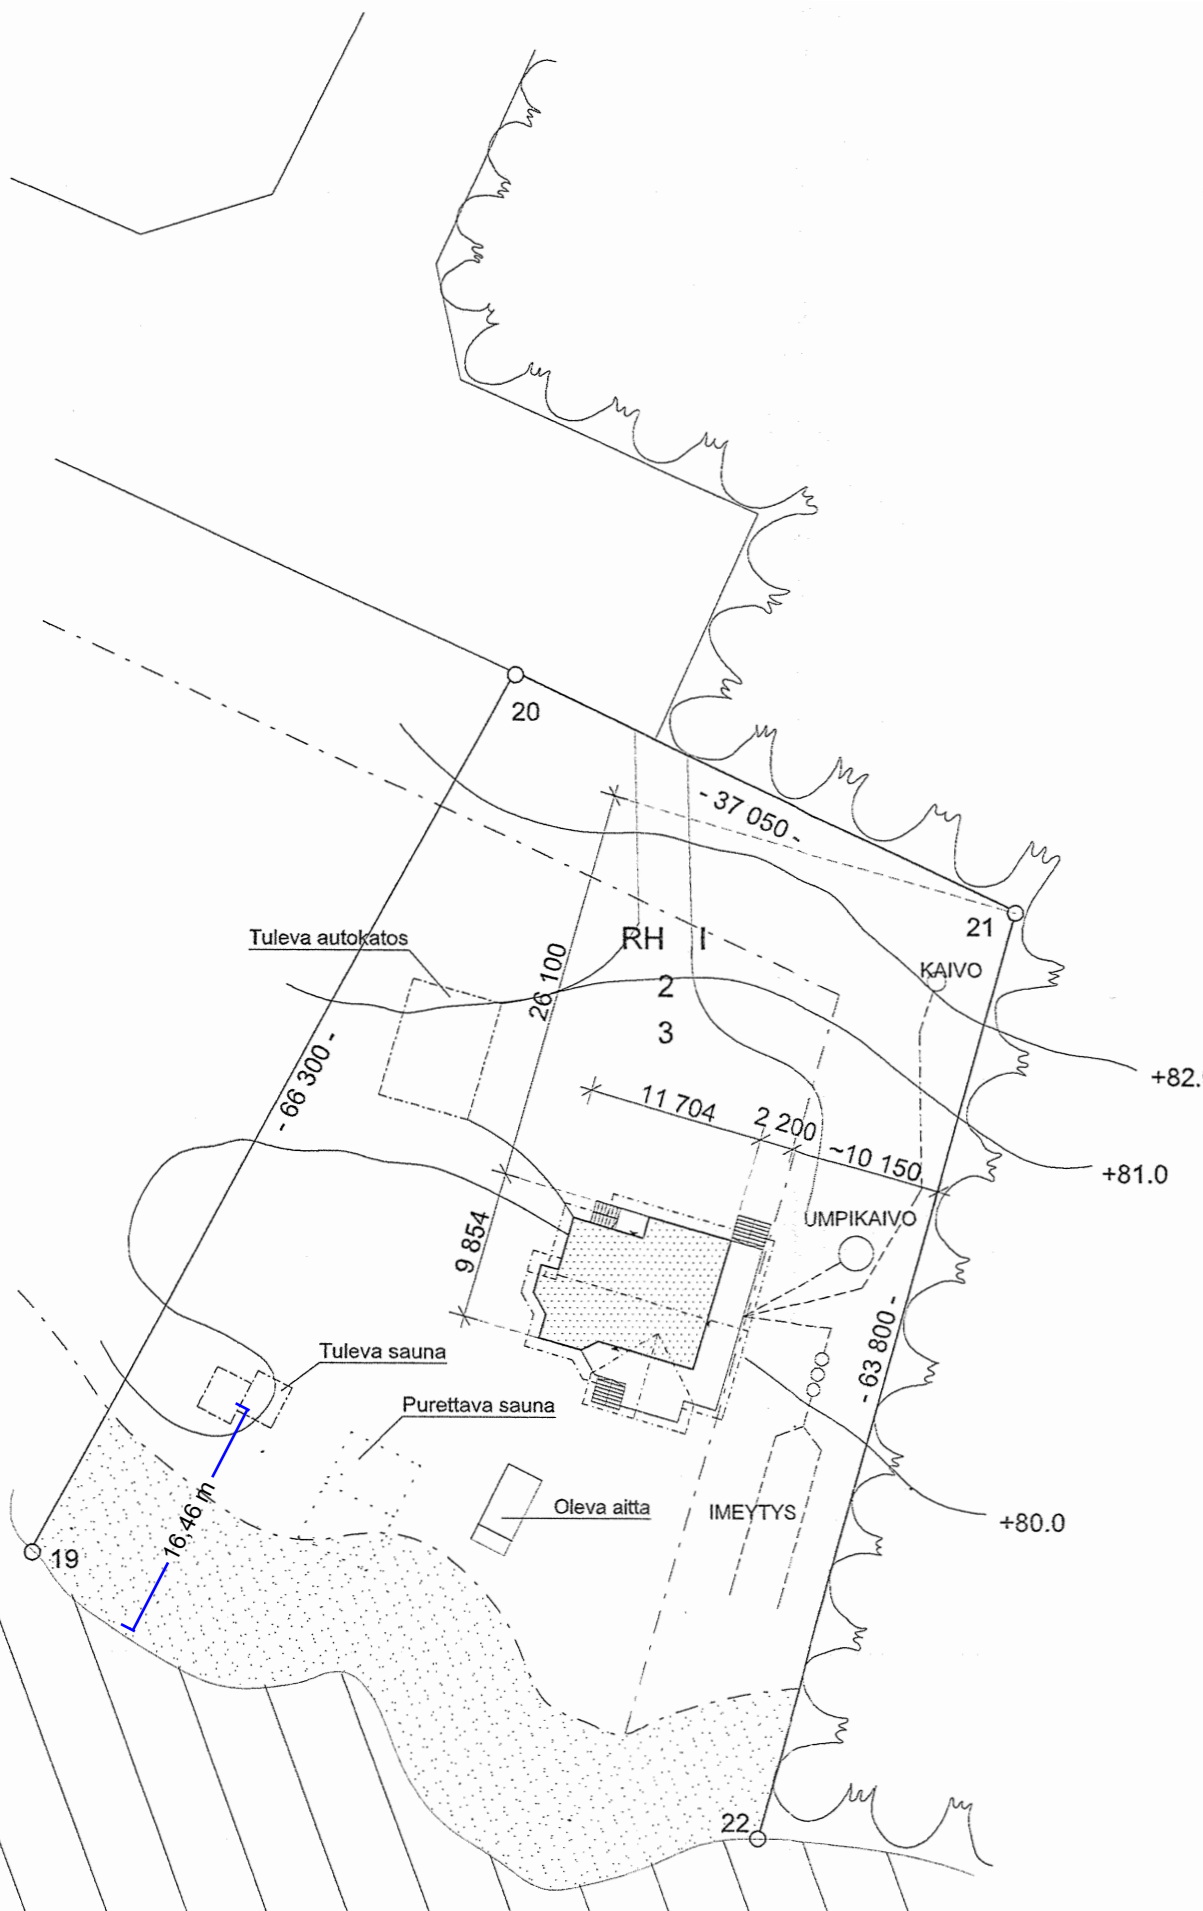 20
- 37 050 -
21
Tuleva autokatos
RH I
2
3
KAIVO
26 100
- 66 300 -
+82.
11 704
2 200
~10 150
+81.0
UMPIKAIVO
9 854
Tuleva sauna
- 63 800 -
Purettava sauna
Oleva aitta
IMEYTYS
+80.0
16,46 m
19
22